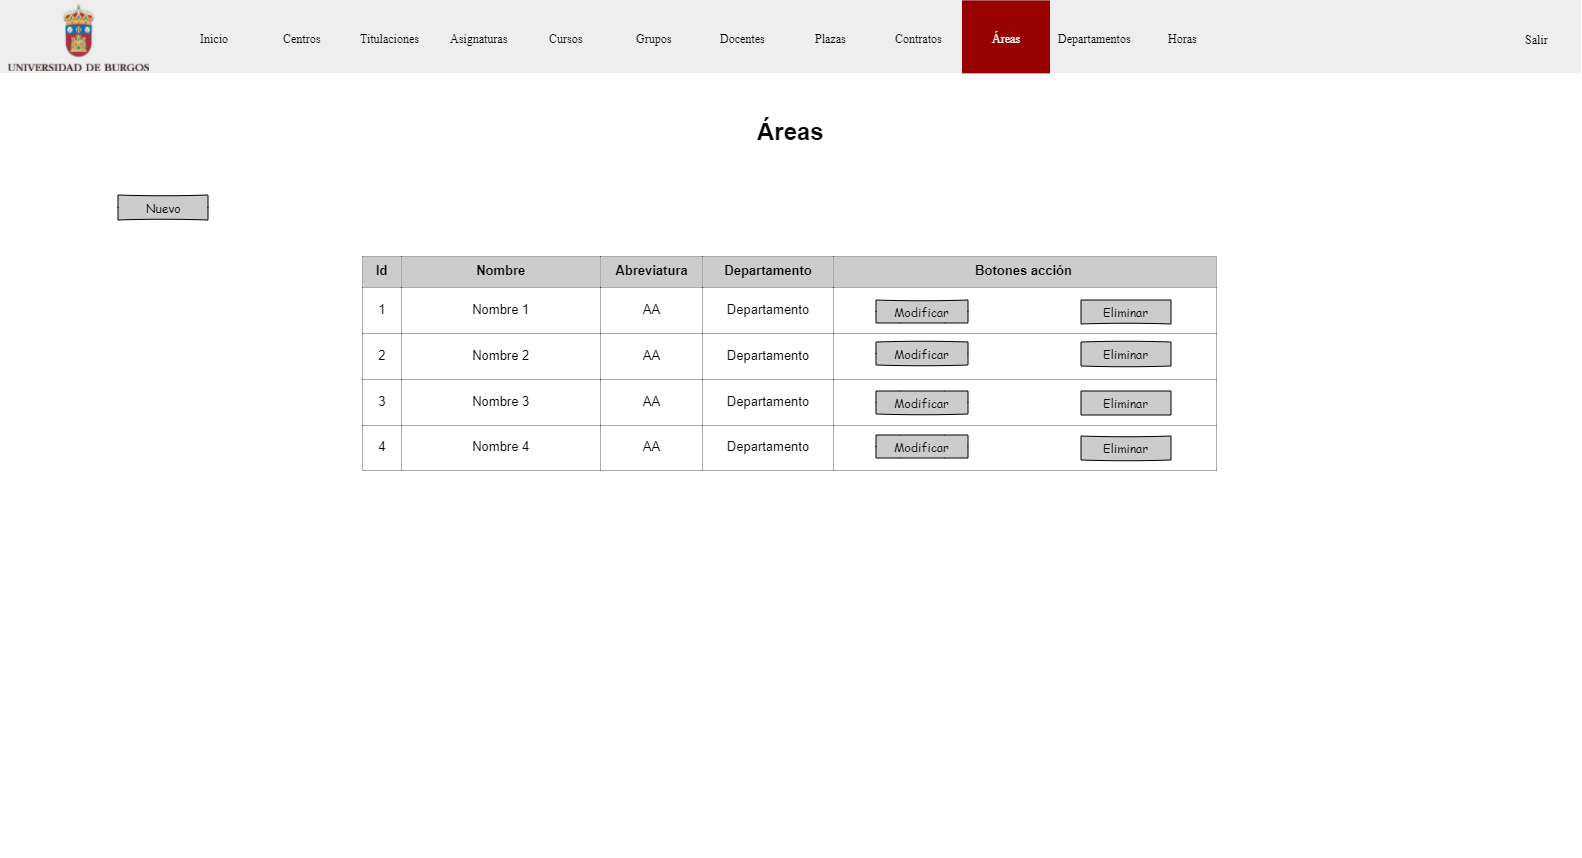 UNIVERSIDAD DE BURGOS
Inicio Centros Titulaciones Asignaturas Cursos Grupos Docentes Plazas Contratos Áreas Departamentos Horas Salir
Áreas
Nuevo
Id Nombre Abreviatura Departamento Botones acción
1 Nombre 1 AA Departamento Modificar Eliminar
2 Nombre 2 AA Departamento Modificar Eliminar
3 Nombre 3 AA Departamento Modificar Eliminar
4 Nombre 4 AA Departamento Modificar Eliminar